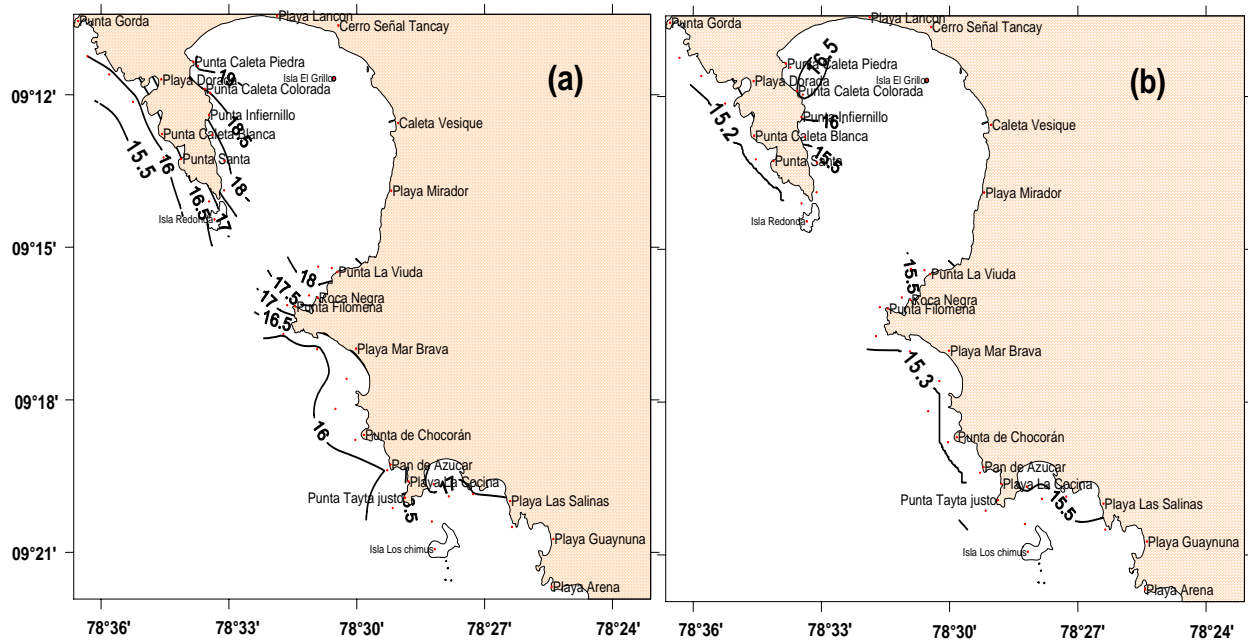 Punta Gorda
Playa Lancon
Cerro Señal Tancay
Punta Caleta Piedra
19
Isla El Grillo
(a)
Playa Dorada
Punta Caleta Colorada
09°12'
Punta Infiernillo
18.5
Caleta Vesique
Punta Caleta Blanca
15.5
16
Punta Santa
18
Playa Mirador
16.5
17
Isla Redonda
09°15'
18
Punta La Viuda
17.5
Roca Negra
17
Punta Filomena
16.5
Playa Mar Brava
09°18'
16
Punta de Chocorán
Pan de Azucar
17
Playa La Cocina
Punta Tayta justo
Playa Las Salinas
Playa Guaynuna
Isla Los chimus
09°21'
Playa Arena
78°36'
78°33'
78°30'
78°27'
78°24'
Punta Gorda
Playa Lancon
Cerro Señal Tancay
16.5
Punta Caleta Piedra
Isla El Grillo
(b)
Playa Dorada
Punta Caleta Colorada
15.2
Punta Infiernillo
16
Caleta Vesique
Punta Caleta Blanca
15.5
Punta Santa
Playa Mirador
Isla Redonda
15.5
Punta La Viuda
Roca Negra
Punta Filomena
Playa Mar Brava
15.3
Punta de Chocorán
Pan de Azucar
Playa La Cocina
Punta Tayta justo
15.5
Playa Las Salinas
Playa Guaynuna
Isla Los chimus
Playa Arena
78°36'
78°33'
78°30'
78°27'
78°24'